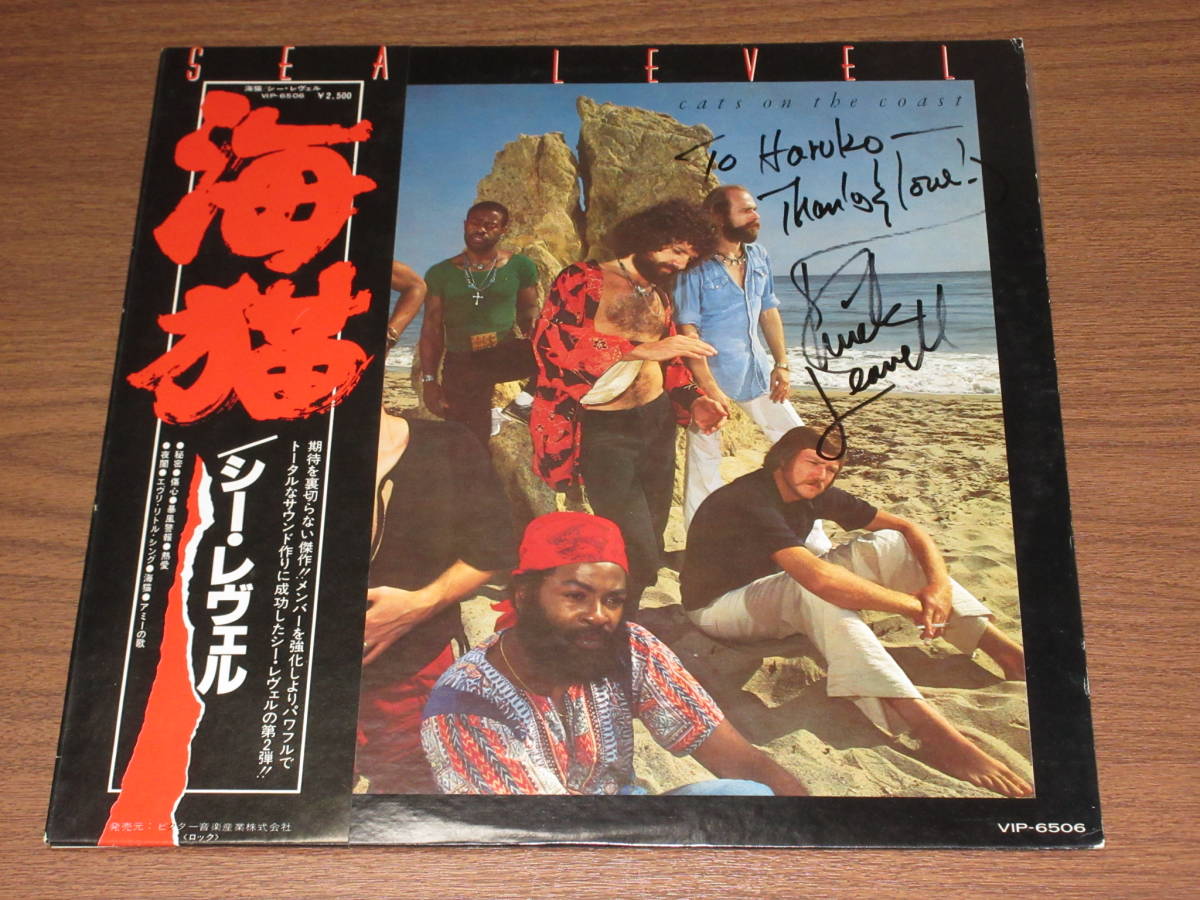 SEA LEVEL
cats on the coast
To Haruko—
Thanks & love!
Chuck
Leavell
海猫 シー・レヴェル
VIP-6506 ¥2,500
海猫
シー・レヴェル
期待を裏切らない傑作!!メンバーを強化しよりパワフルで
トータルなサウンド作りに成功したシー・レヴェルの第2弾!!
●秘密●傷心●暴風警報●熱愛
●夜闇●エヴリ・リトル・シング●海猫●アミーの歌
発売元:ビクター音楽産業株式会社
〈ロック〉
VIP-6506